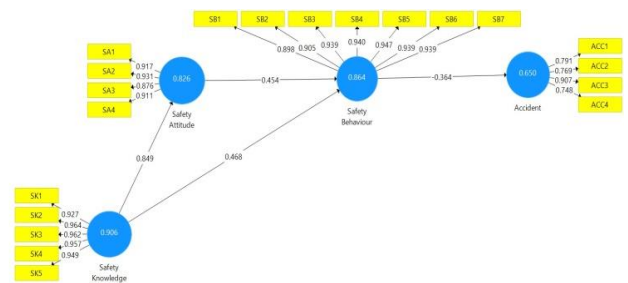 SB1 SB2 SB3 SB4 SB5 SB6 SB7
0.898 0.905 0.939 0.940 0.947 0.939 0.939
SA1
SA2
SA3
SA4
0.917
0.931
0.876
0.911
0.826
Safety
Attitude
0.454
0.864
Safety
Behaviour
-0.364
0.650
Accident
0.791
0.769
0.907
0.748
ACC1
ACC2
ACC3
ACC4
0.849
0.468
SK1
SK2
SK3
SK4
SK5
0.927
0.964
0.962
0.957
0.949
0.906
Safety
Knowledge